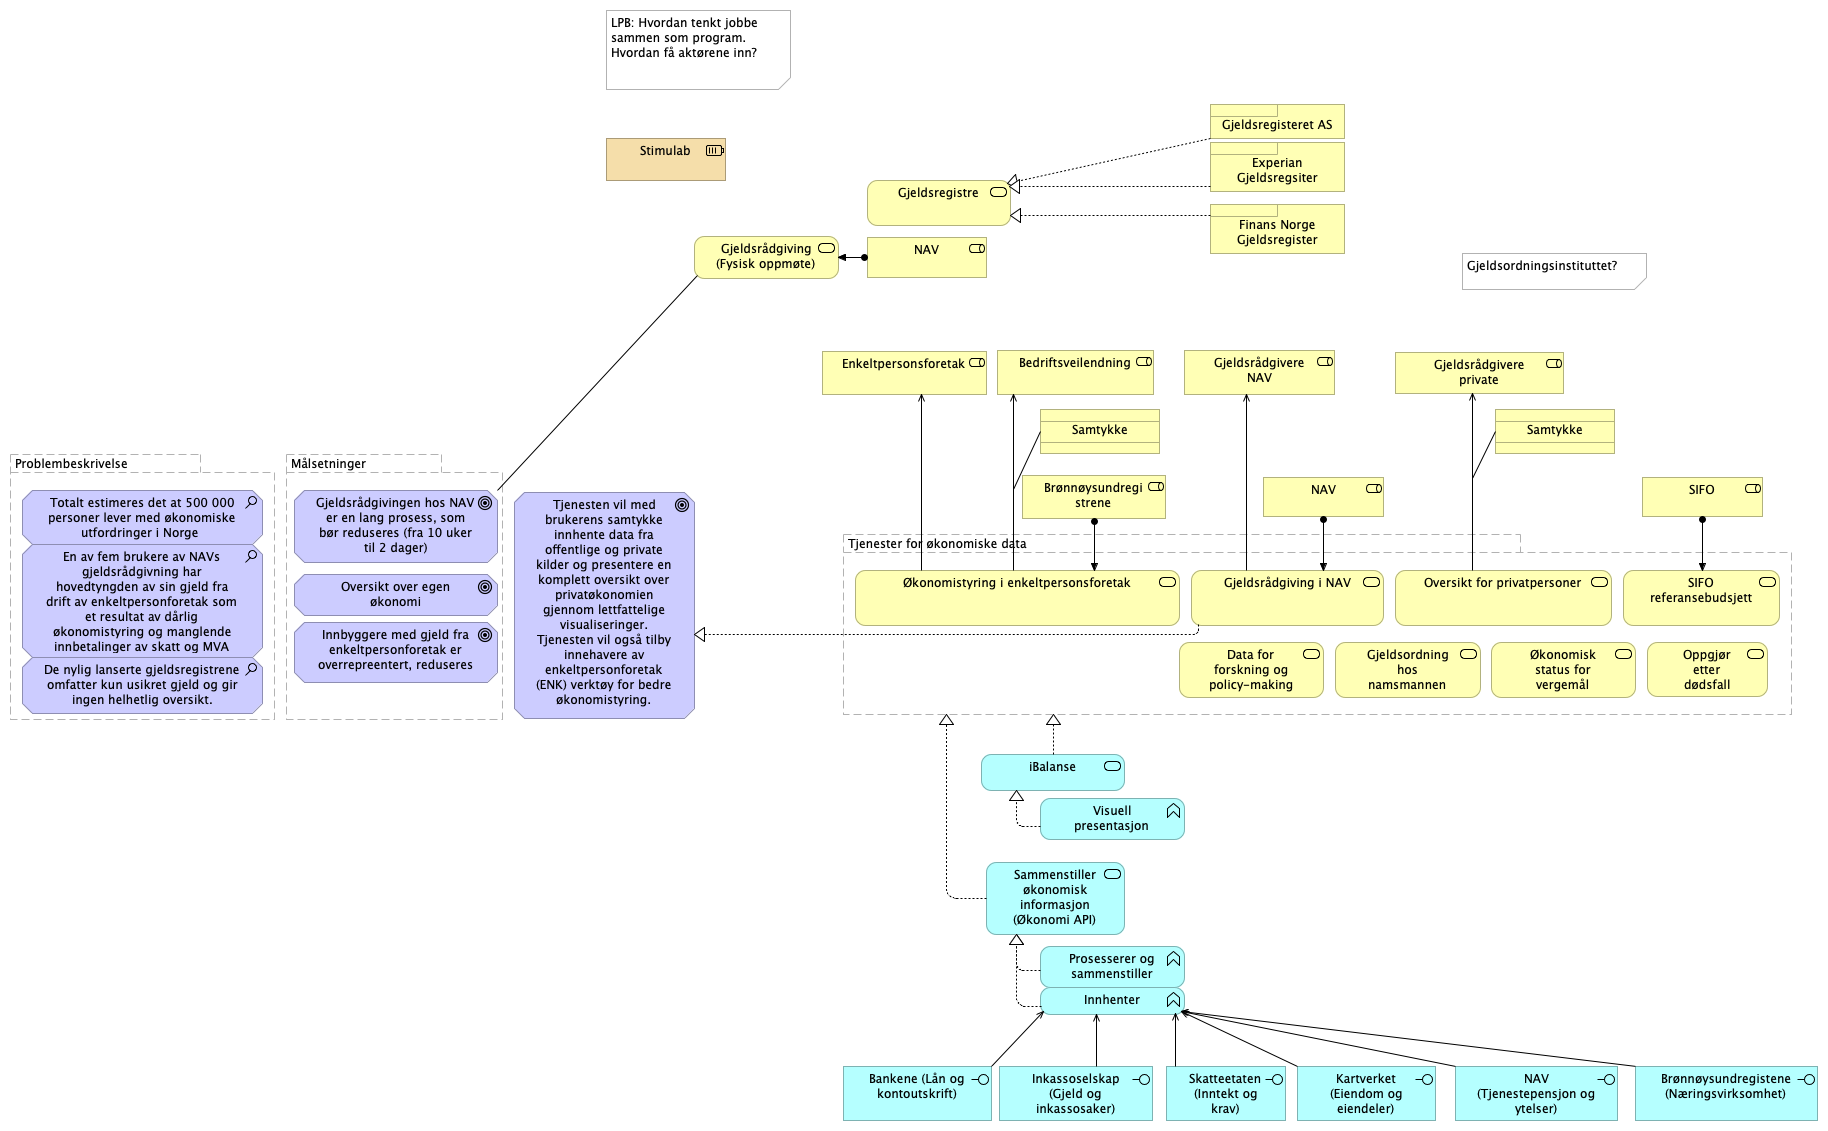 LPB: Hvordan tenkt jobbe
sammen som program.
Hvordan få aktørene inn?
Stimulab
Gjeldsregisteret AS
Experian
Gjeldsregsiter
Gjeldsregistre
Finans Norge
Gjeldsregister
Gjeldsrådgiving
(Fysisk oppmøte)
NAV
Gjeldsordningsinstituttet?
Enkeltpersonsforetak
Bedriftsveilendning
Gjeldsrådgivere
NAV
Gjeldsrådgivere
private
Samtykke
Samtykke
Brønnøysundregi
strene
NAV
SIFO
Problembeskrivelse
Totalt estimeres det at 500 000
personer lever med økonomiske
utfordringer i Norge
En av fem brukere av NAVs
gjeldsrådgivning har
hovedtyngden av sin gjeld fra
drift av enkeltpersonforetak som
et resultat av dårlig
økonomistyring og manglende
innbetalinger av skatt og MVA
De nylig lanserte gjeldsregistrene
omfatter kun usikret gjeld og gir
ingen helhetlig oversikt.
Målsetninger
Gjeldsrådgivingen hos NAV
er en lang prosess, som
bør reduseres (fra 10 uker
til 2 dager)
Oversikt over egen
økonomi
Innbyggere med gjeld fra
enkeltpersonforetak er
overrepreentert, reduseres
Tjenesten vil med
brukerens samtykke
innhente data fra
offentlige og private
kilder og presentere en
komplett oversikt over
privatøkonomien
gjennom lettfattelige
visualiseringer.
Tjenesten vil også tilby
innehavere av
enkeltpersonforetak
(ENK) verktøy for bedre
økonomistyring.
Tjenester for økonomiske data
Økonomistyring i enkeltpersonsforetak
Gjeldsrådgiving i NAV
Oversikt for privatpersoner
SIFO
referansebudsjett
Data for
forskning og
policy-making
Gjeldsordning
hos
namsmannen
Økonomisk
status for
vergemål
Oppgjør
etter
dødsfall
iBalanse
Visuell
presentasjon
Sammenstiller
økonomisk
informasjon
(Økonomi API)
Prosesserer og
sammenstiller
Innhenter
Bankene (Lån og
kontoutskrift)
Inkassoselskap
(Gjeld og
inkassosaker)
Skatteetaten
(Inntekt og
krav)
Kartverket
(Eiendom og
eiendeler)
NAV
(Tjenestepensjon og
ytelser)
Brønnøysundregistene
(Næringsvirksomhet)